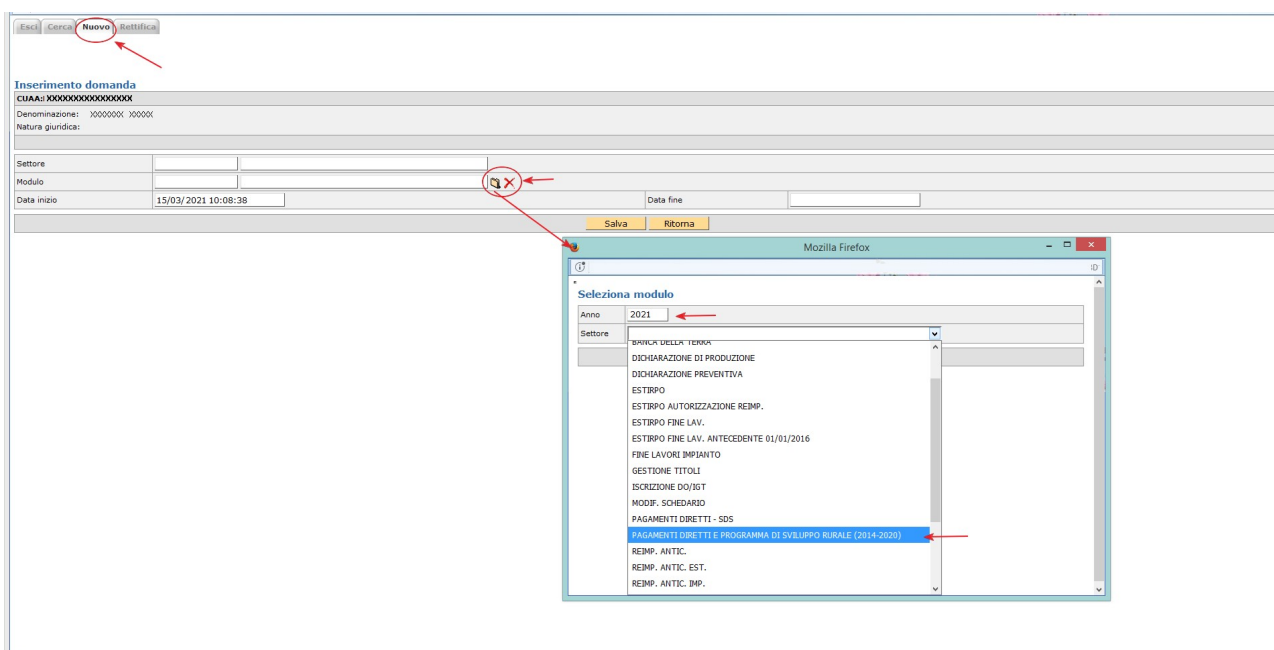 Esci Cerca Nuovo Rettifica
Inserimento domanda
CUAA: XXXXXXXXXXXXXXXX
Denominazione: XXXXXXX XXXXX
Natura giuridica:
Settore
Modulo
Data inizio 15/03/2021 10:08:38 Data fine
Salva Ritorna
Mozilla Firefox
Seleziona modulo
Anno 2021
Settore
BANCA DELLA TERRA
DICHIARAZIONE DI PRODUZIONE
DICHIARAZIONE PREVENTIVA
ESTIRPO
ESTIRPO AUTORIZZAZIONE REIMP.
ESTIRPO FINE LAV.
ESTIRPO FINE LAV. ANTECEDENTE 01/01/2016
FINE LAVORI IMPIANTO
GESTIONE TITOLI
ISCRIZIONE DO/IGT
MODIF. SCHEDARIO
PAGAMENTI DIRETTI - SDS
PAGAMENTI DIRETTI E PROGRAMMA DI SVILUPPO RURALE (2014-2020)
REIMP. ANTIC.
REIMP. ANTIC. EST.
REIMP. ANTIC. IMP.